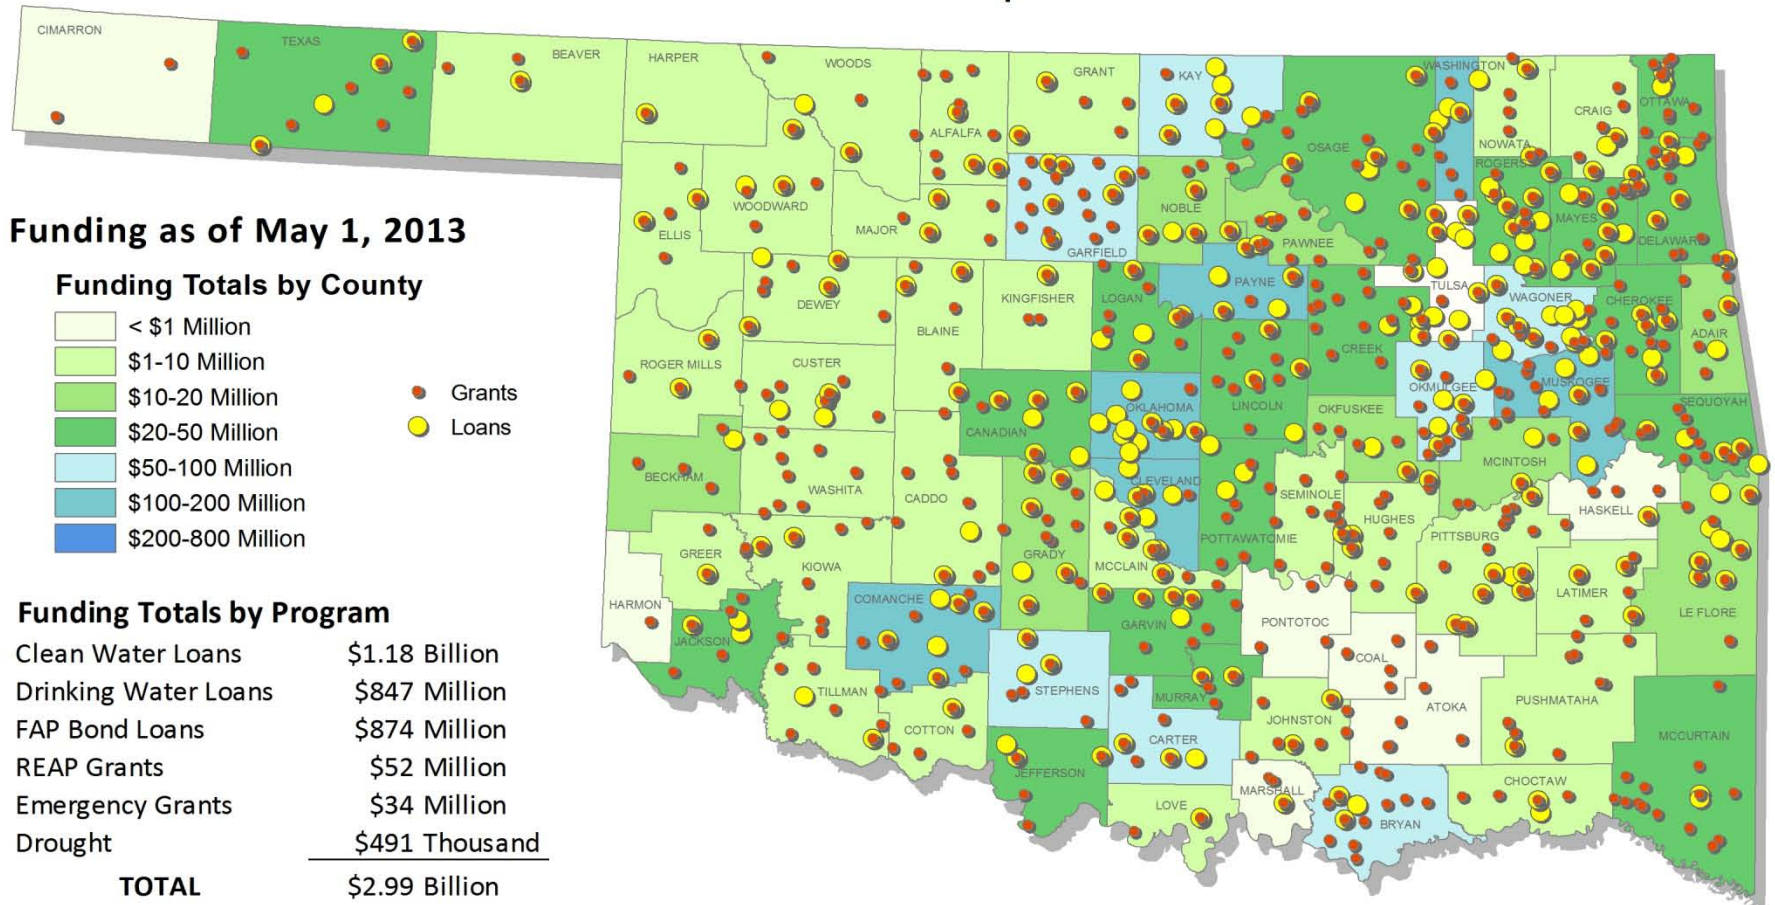 CIMARRON
TEXAS
BEAVER
HARPER
WOODS
ALFALFA
GRANT
KAY
OSAGE
WASHINGTON
NOWATA
CRAIG
OTTAWA
ROGERS
MAYES
DELAWARE
ELLIS
WOODWARD
MAJOR
GARFIELD
NOBLE
PAWNEE
Funding as of May 1, 2013
Funding Totals by County
< $1 Million
$1-10 Million
$10-20 Million
$20-50 Million
$50-100 Million
$100-200 Million
$200-800 Million
Grants
Loans
DEWEY
BLAINE
KINGFISHER
LOGAN
PAYNE
TULSA
WAGONER
CHEROKEE
ADAIR
ROGER MILLS
CUSTER
CANADIAN
OKLAHOMA
LINCOLN
CREEK
OKMULGEE
MUSKOGEE
OKFUSKEE
SEQUOYAH
BECKHAM
WASHITA
CADDO
CLEVELAND
SEMINOLE
MCINTOSH
HASKELL
GREER
KIOWA
GRADY
MCCLAIN
POTTAWATOMIE
HUGHES
PITTSBURG
LATIMER
LE FLORE
HARMON
JACKSON
COMANCHE
GARVIN
PONTOTOC
COAL
TILLMAN
COTTON
STEPHENS
MURRAY
CARTER
JOHNSTON
ATOKA
PUSHMATAHA
MCCURTAIN
JEFFERSON
LOVE
MARSHALL
BRYAN
CHOCTAW
Funding Totals by Program
Clean Water Loans $1.18 Billion
Drinking Water Loans $847 Million
FAP Bond Loans $874 Million
REAP Grants $52 Million
Emergency Grants $34 Million
Drought $491 Thousand
TOTAL $2.99 Billion